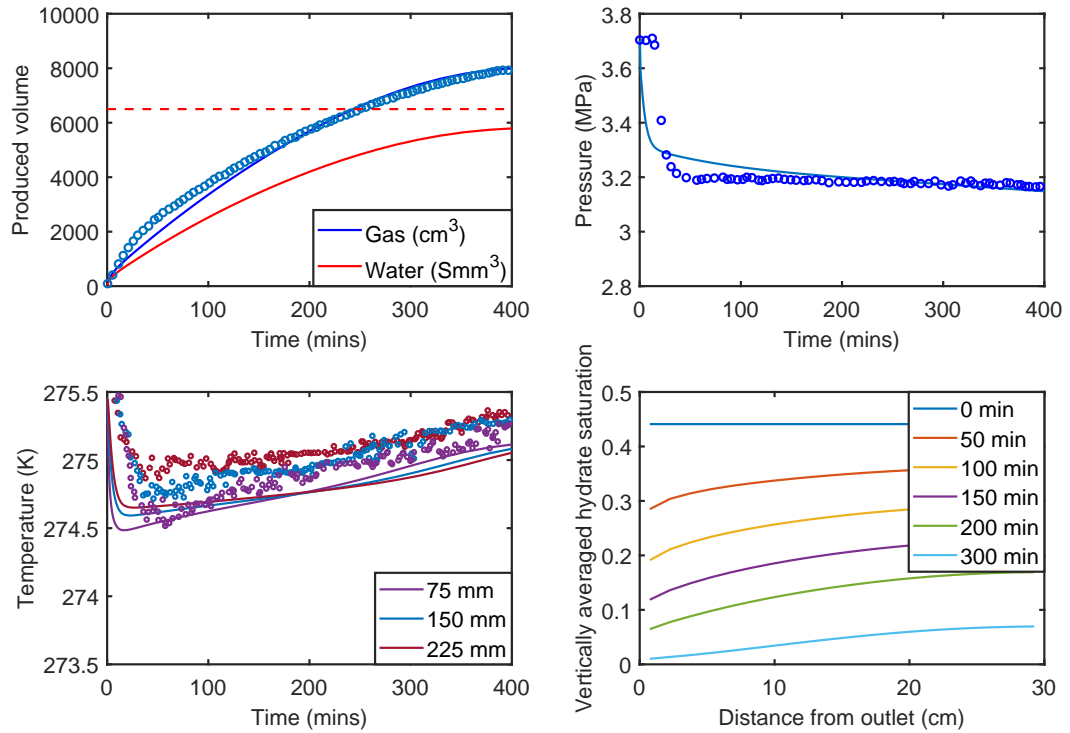 10000
8000
6000
4000
2000
0
Produced volume
Gas (cm³)
Water (Smm³)
0 100 200 300 400
Time (mins)
3.8
3.6
3.4
3.2
3
2.8
Pressure (MPa)
0 100 200 300 400
Time (mins)
275.5
275
274.5
274
273.5
Temperature (K)
75 mm
150 mm
225 mm
0 100 200 300 400
Time (mins)
0.5
0.4
0.3
0.2
0.1
0
Vertically averaged hydrate saturation
0 min
50 min
100 min
150 min
200 min
300 min
0 10 20 30
Distance from outlet (cm)